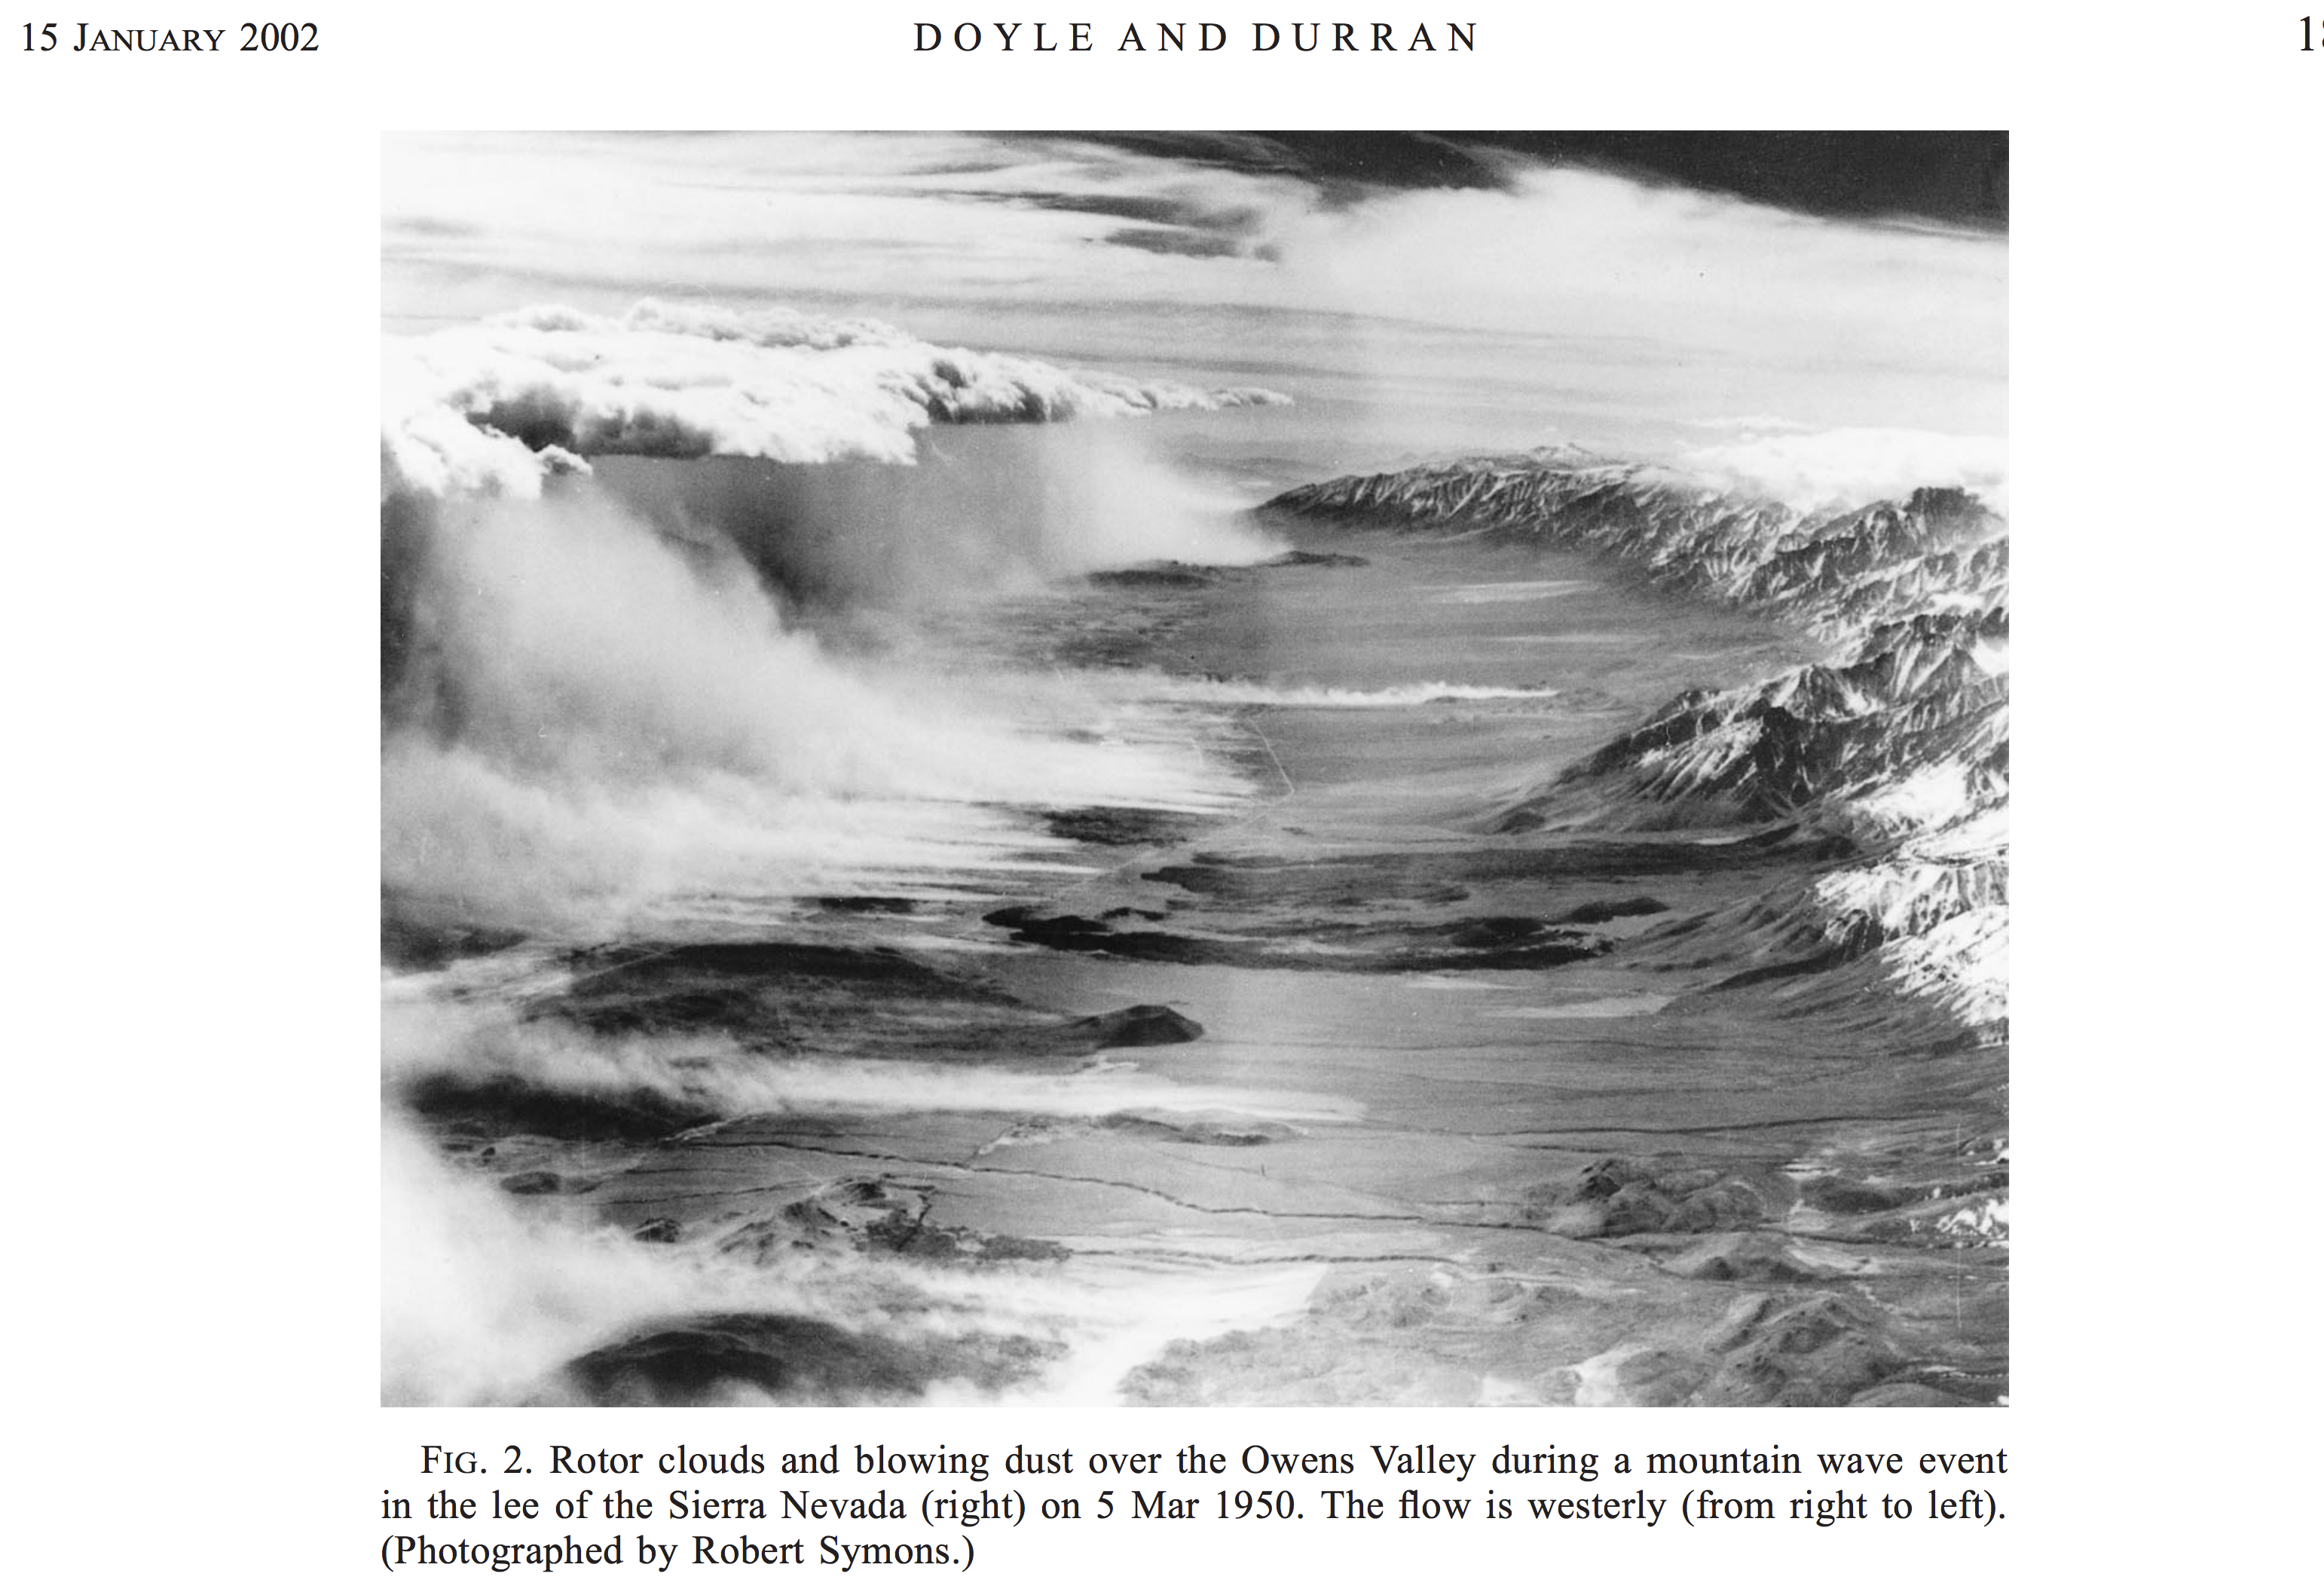 15 JANUARY 2002
DOYLE AND DURRAN
FIG. 2. Rotor clouds and blowing dust over the Owens Valley during a mountain wave event
in the lee of the Sierra Nevada (right) on 5 Mar 1950. The flow is westerly (from right to left).
(Photographed by Robert Symons.)